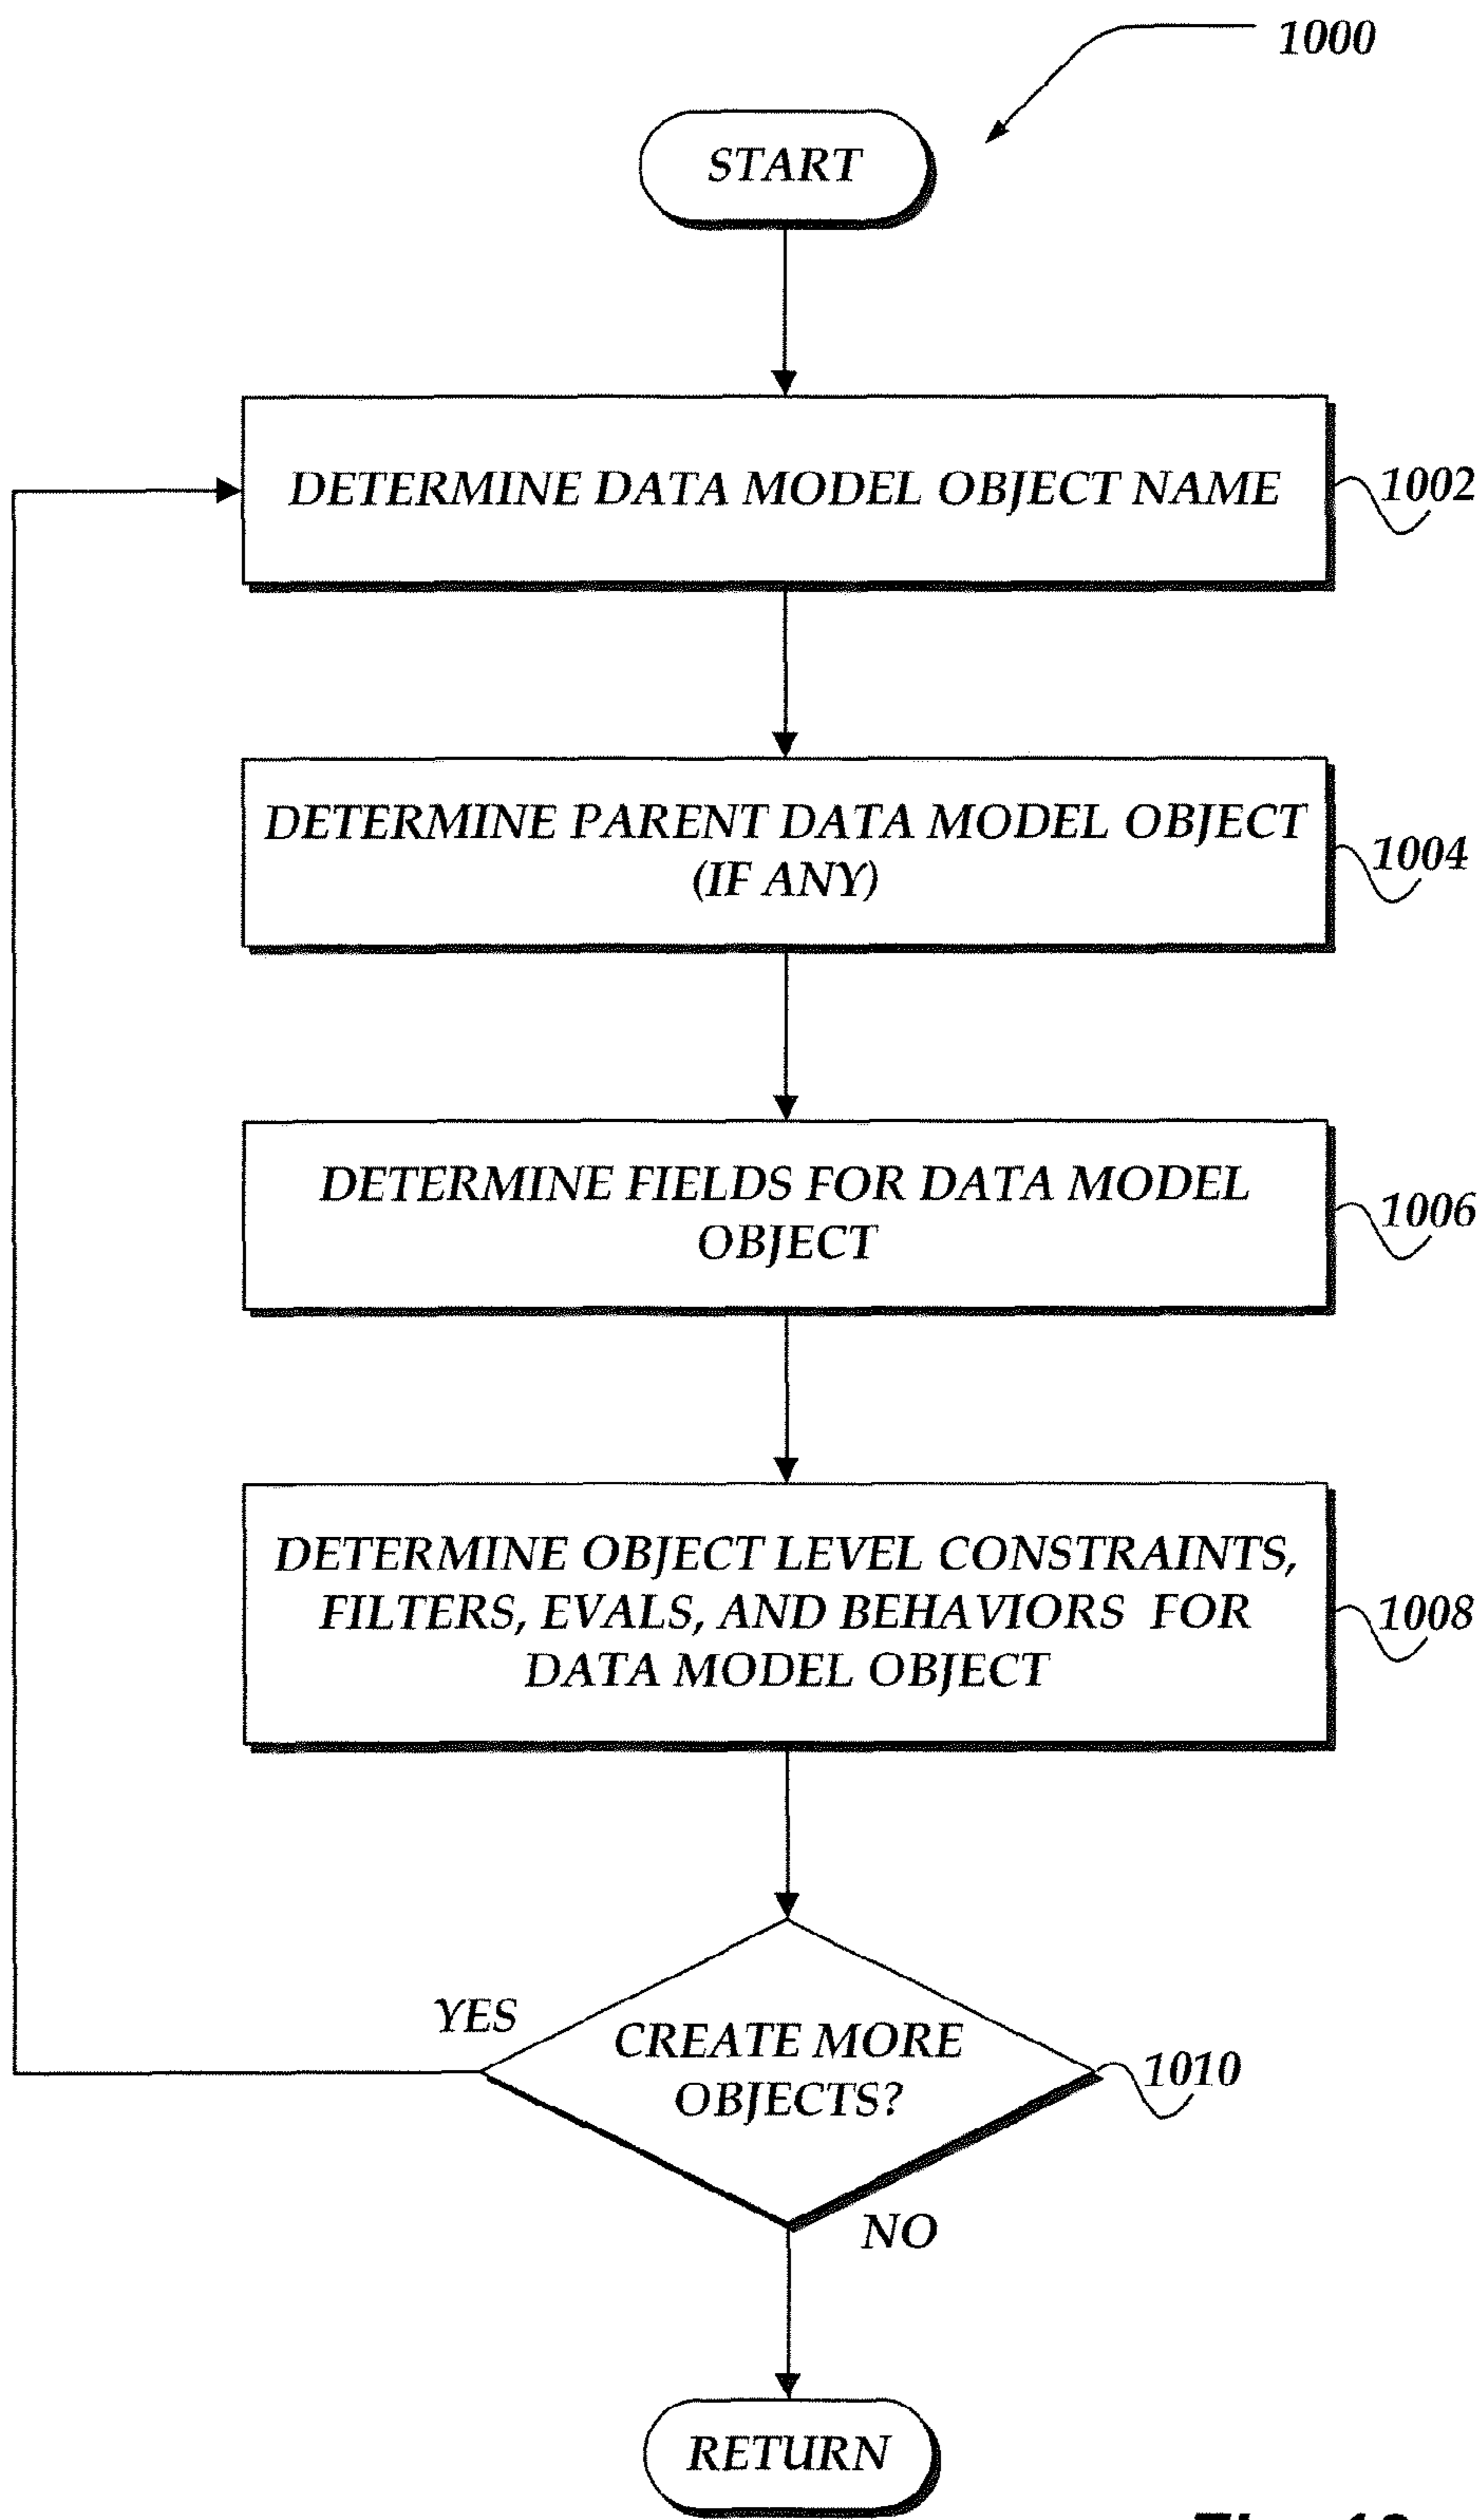 1000
START
DETERMINE DATA MODEL OBJECT NAME
1002
DETERMINE PARENT DATA MODEL OBJECT
(IF ANY)
1004
DETERMINE FIELDS FOR DATA MODEL
OBJECT
1006
DETERMINE OBJECT LEVEL CONSTRAINTS,
FILTERS, EVALS, AND BEHAVIORS FOR
DATA MODEL OBJECT
1008
YES
CREATE MORE
OBJECTS?
1010
NO
RETURN